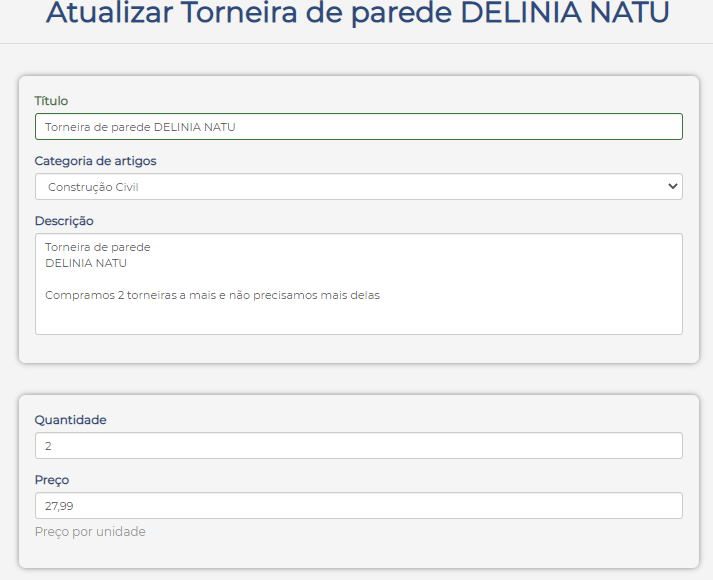 Atualizar Torneira de parede DELINIA NATU
Título
Torneira de parede DELINIA NATU
Categoria de artigos
Construção Civil
Descrição
Torneira de parede
DELINIA NATU
Compramos 2 torneiras a mais e não precisamos mais delas
Quantidade
2
Preço
27,99
Preço por unidade